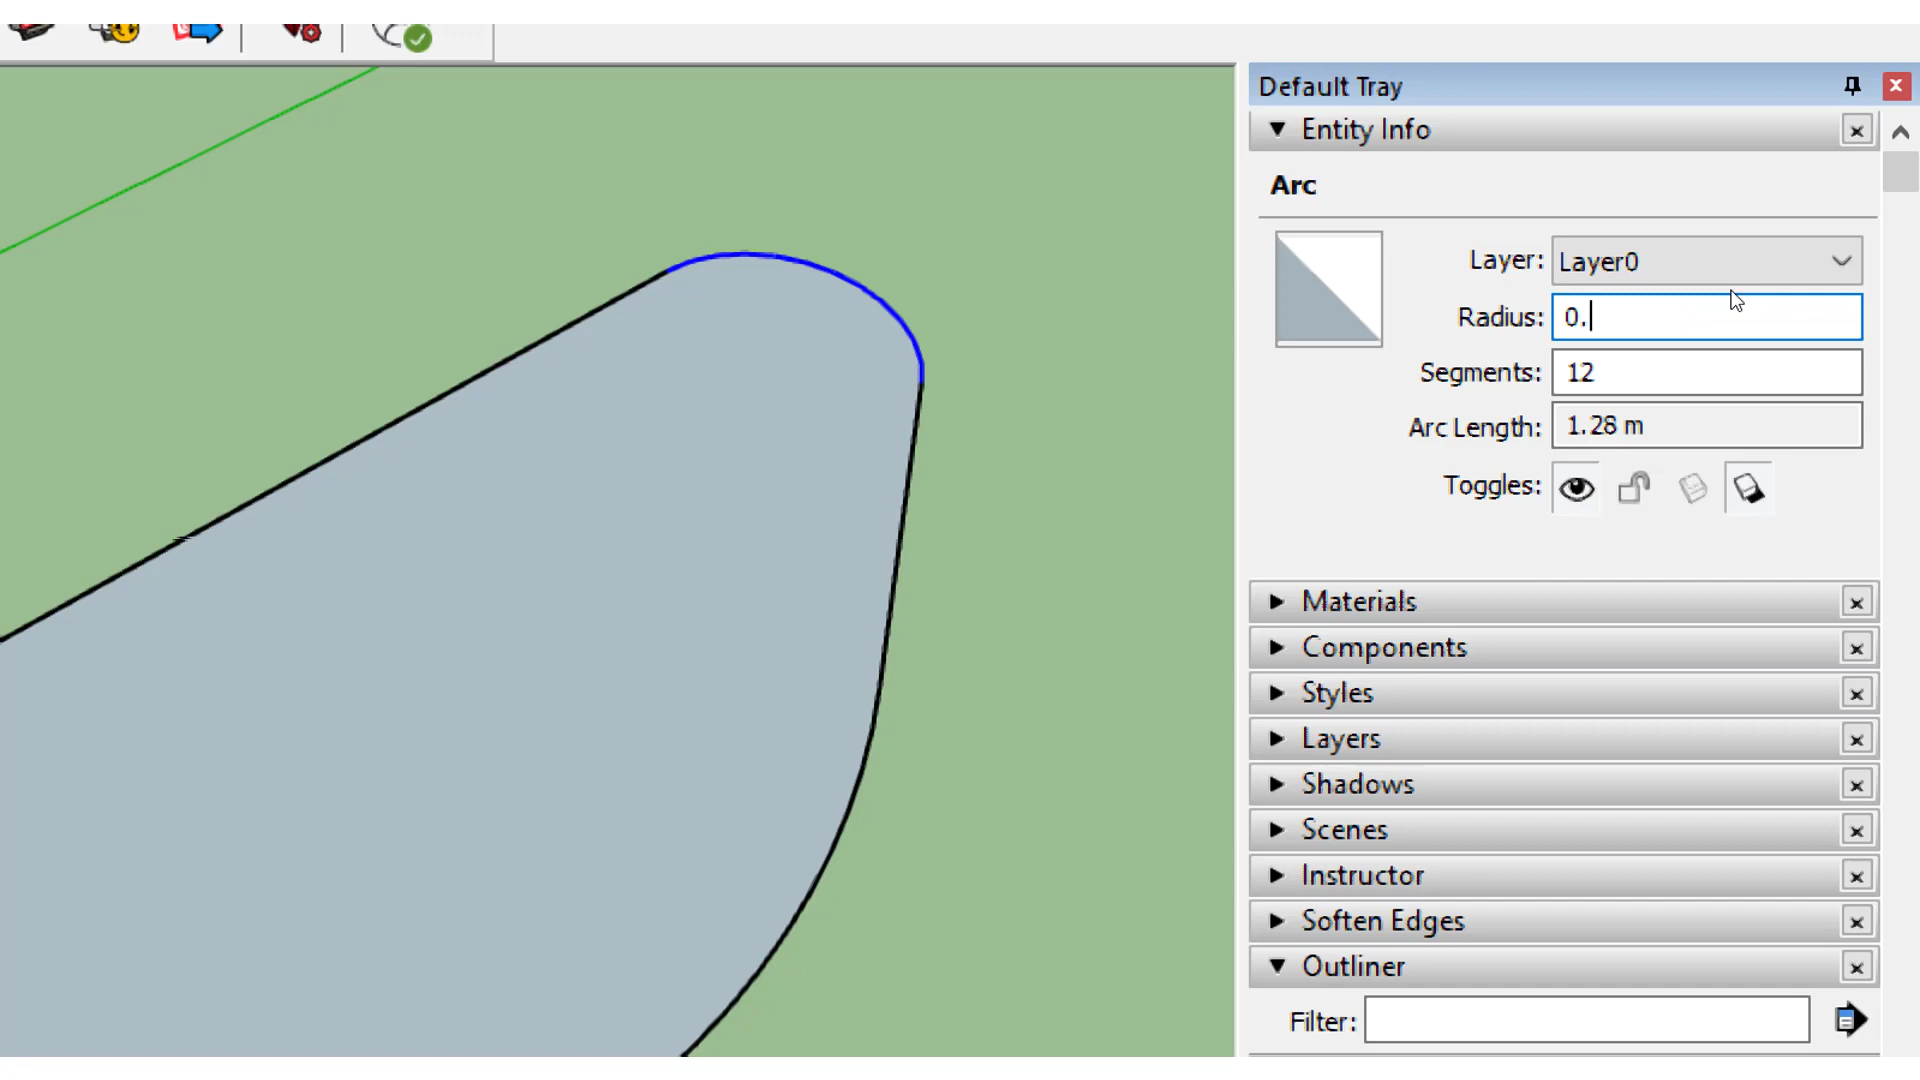 Default Tray
Entity Info
Arc
Layer: Layer0
Radius: 0.
Segments: 12
Arc Length: 1.28 m
Toggles:
Materials
Components
Styles
Layers
Shadows
Scenes
Instructor
Soften Edges
Outliner
Filter: